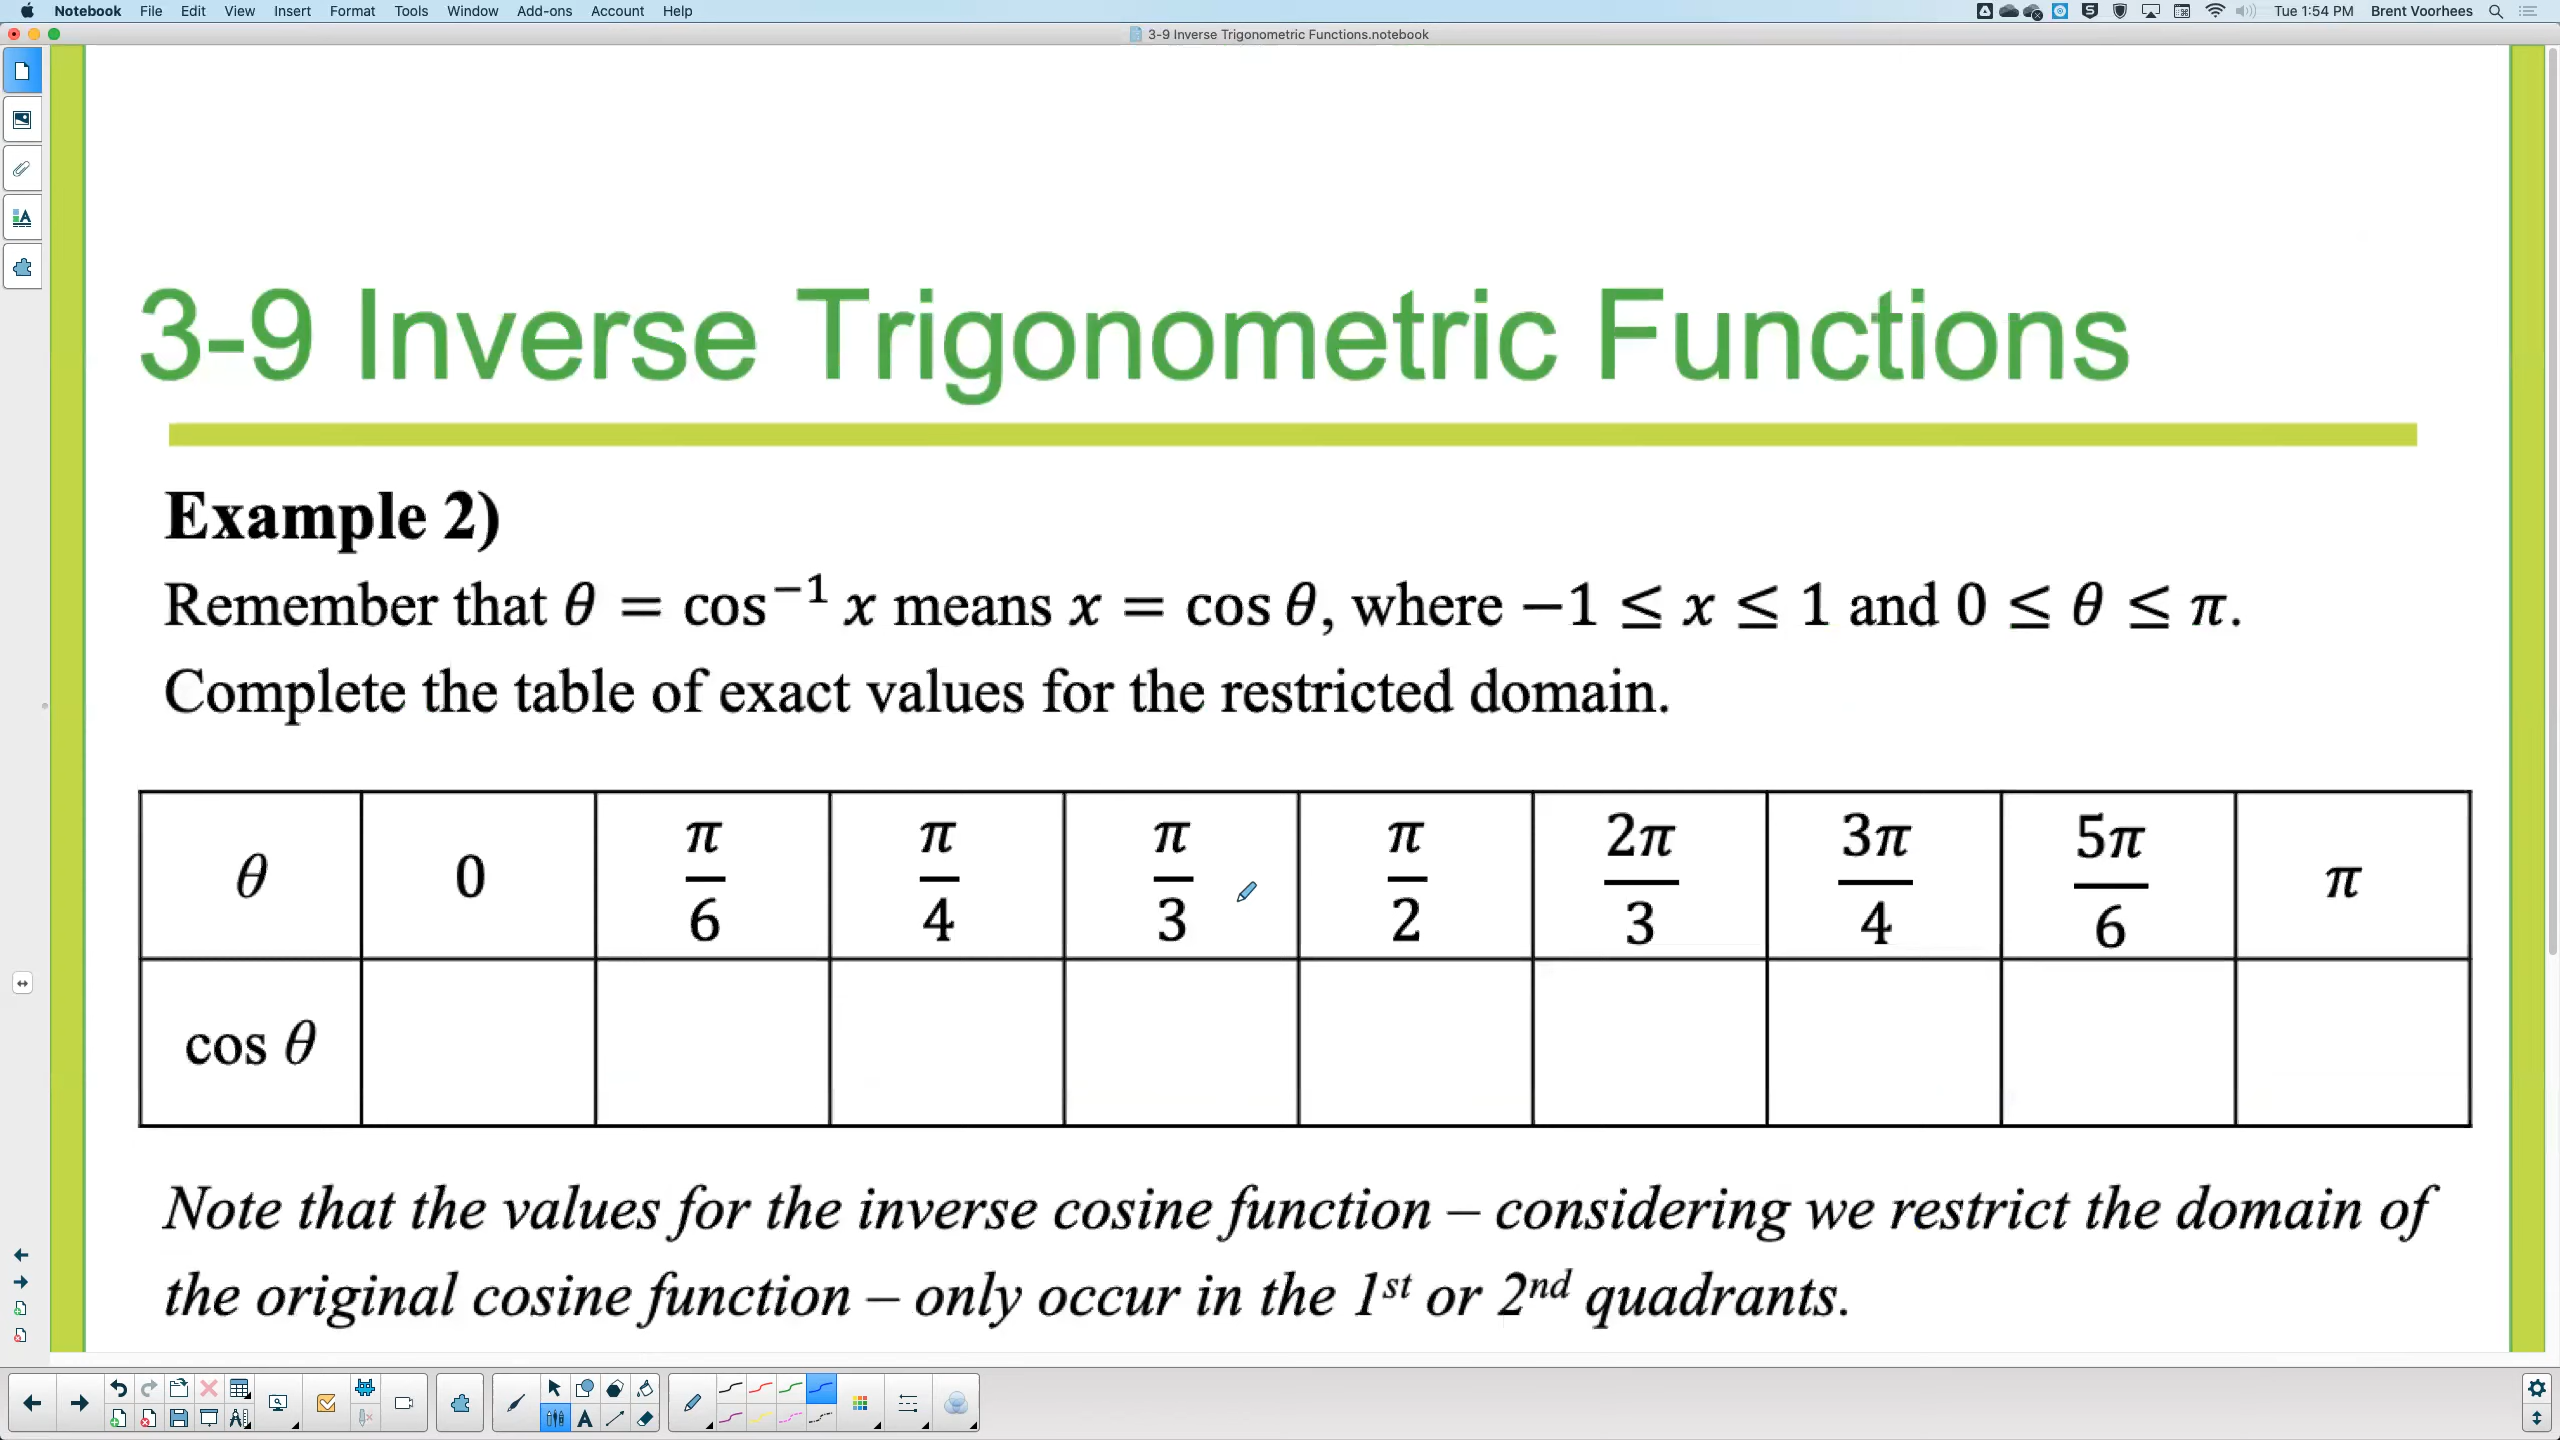 Notebook File Edit View Insert Format Tools Window Add-ons Account Help Tue 1:54 PM Brent Voorhees
3-9 Inverse Trigonometric Functions.notebook
3-9 Inverse Trigonometric Functions
Example 2)
Remember that θ = cos⁻¹ x means x = cos θ, where −1 ≤ x ≤ 1 and 0 ≤ θ ≤ π.
Complete the table of exact values for the restricted domain.
θ 0 π/6 π/4 π/3 π/2 2π/3 3π/4 5π/6 π
cos θ
Note that the values for the inverse cosine function – considering we restrict the domain of
the original cosine function – only occur in the 1st or 2nd quadrants.